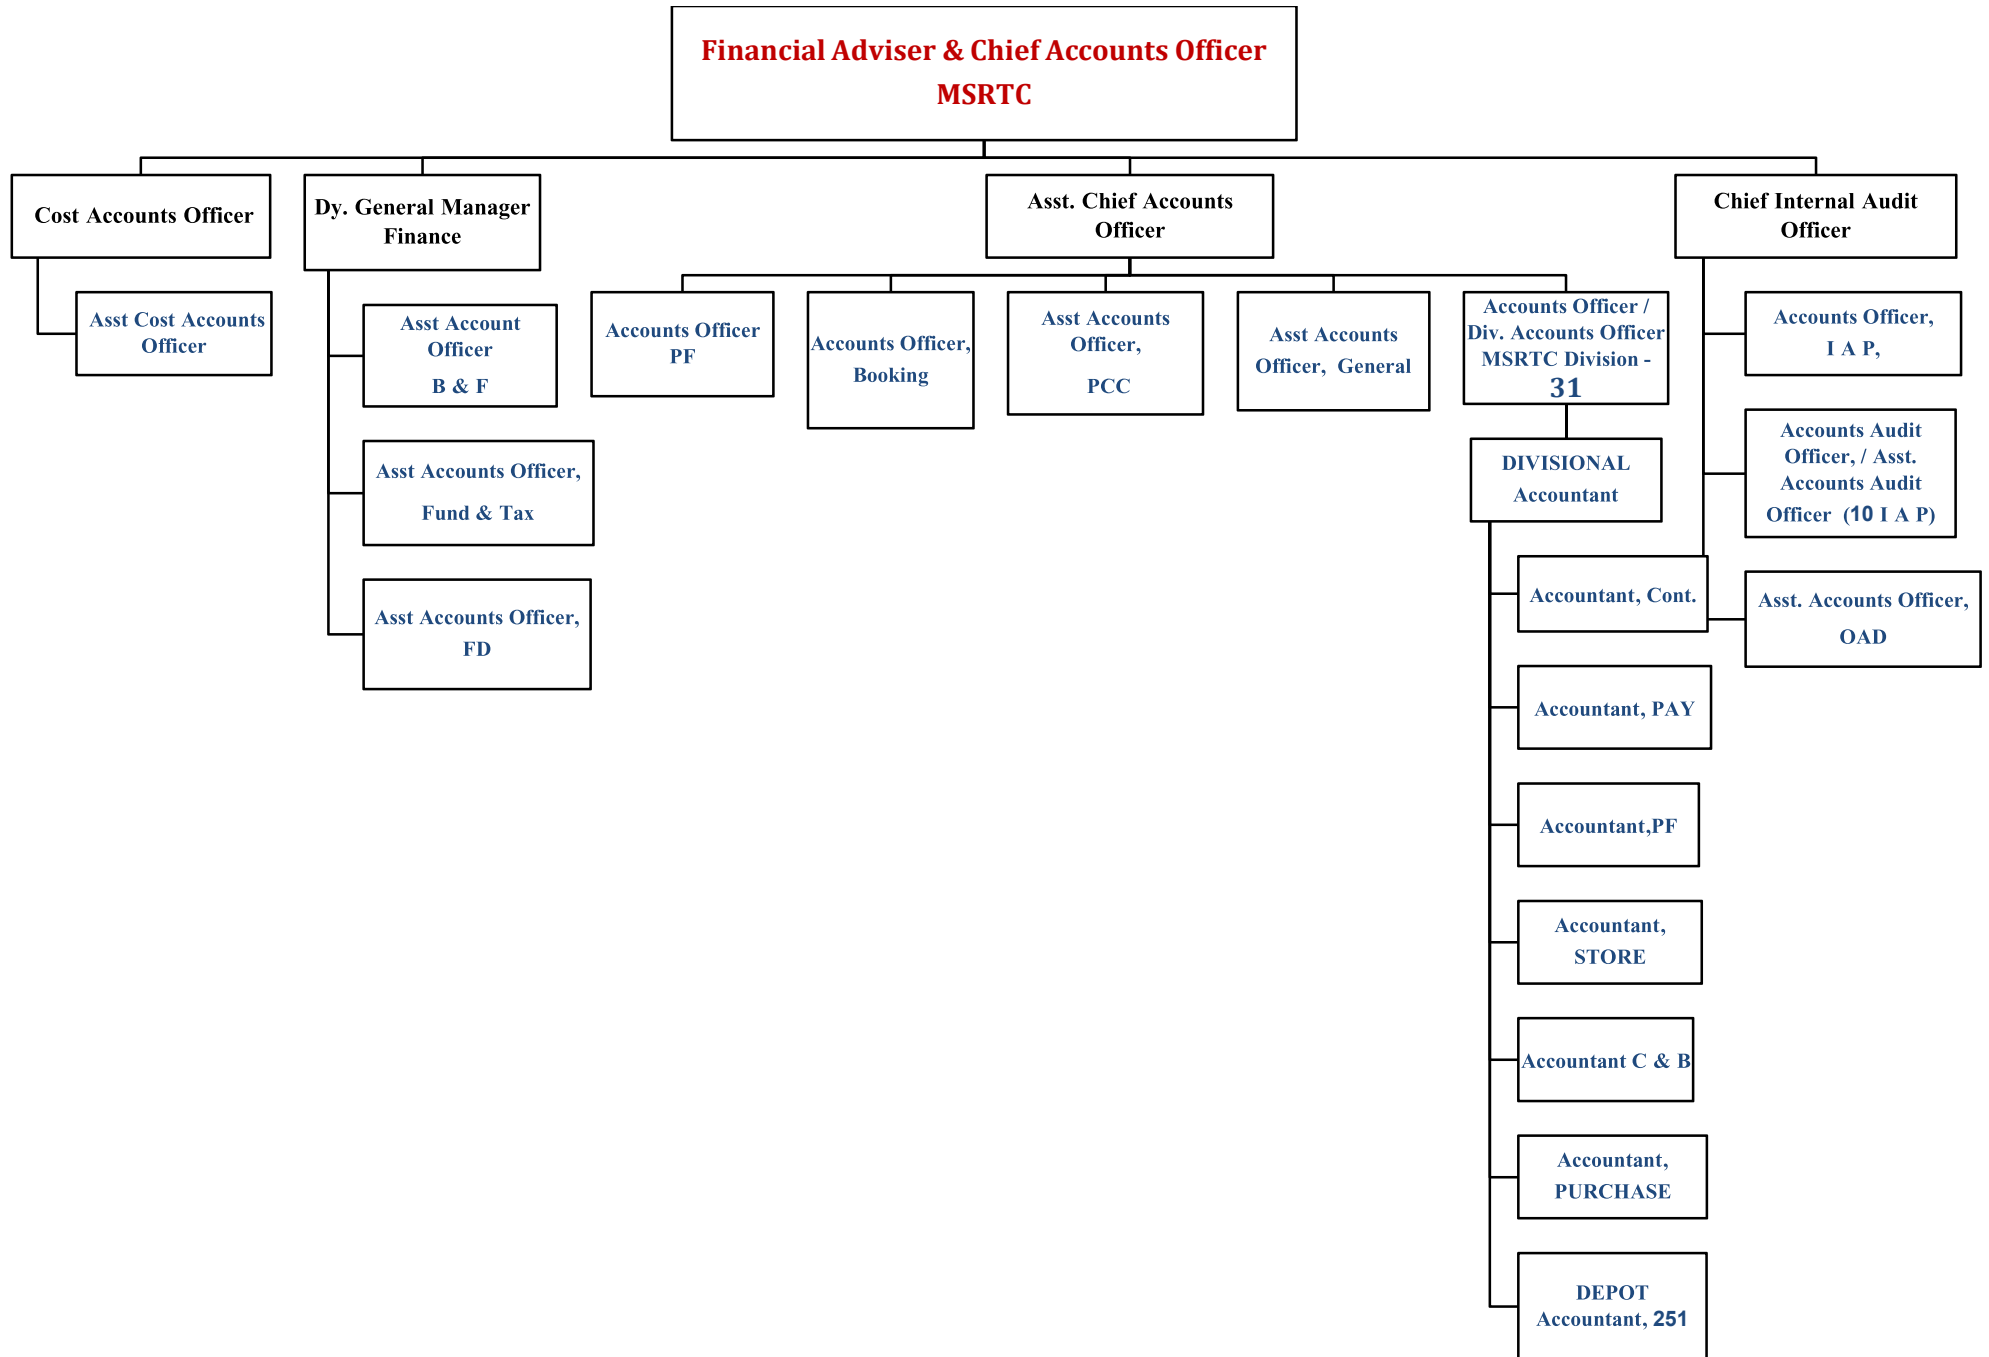 Financial Adviser & Chief Accounts Officer
MSRTC
Cost Accounts Officer
Asst Cost Accounts
Officer
Dy. General Manager
Finance
Asst Account
Officer
B & F
Asst Accounts Officer,
Fund & Tax
Asst Accounts Officer,
FD
Asst. Chief Accounts
Officer
Accounts Officer
PF
Accounts Officer,
Booking
Asst Accounts
Officer,
PCC
Asst Accounts
Officer, General
Accounts Officer /
Div. Accounts Officer
MSRTC Division -
31
DIVISIONAL
Accountant
Accountant, Cont.
Accountant, PAY
Accountant,PF
Accountant,
STORE
Accountant C & B
Accountant,
PURCHASE
DEPOT
Accountant, 251
Chief Internal Audit
Officer
Accounts Officer,
I A P,
Accounts Audit
Officer, / Asst.
Accounts Audit
Officer (10 I A P)
Asst. Accounts Officer,
OAD